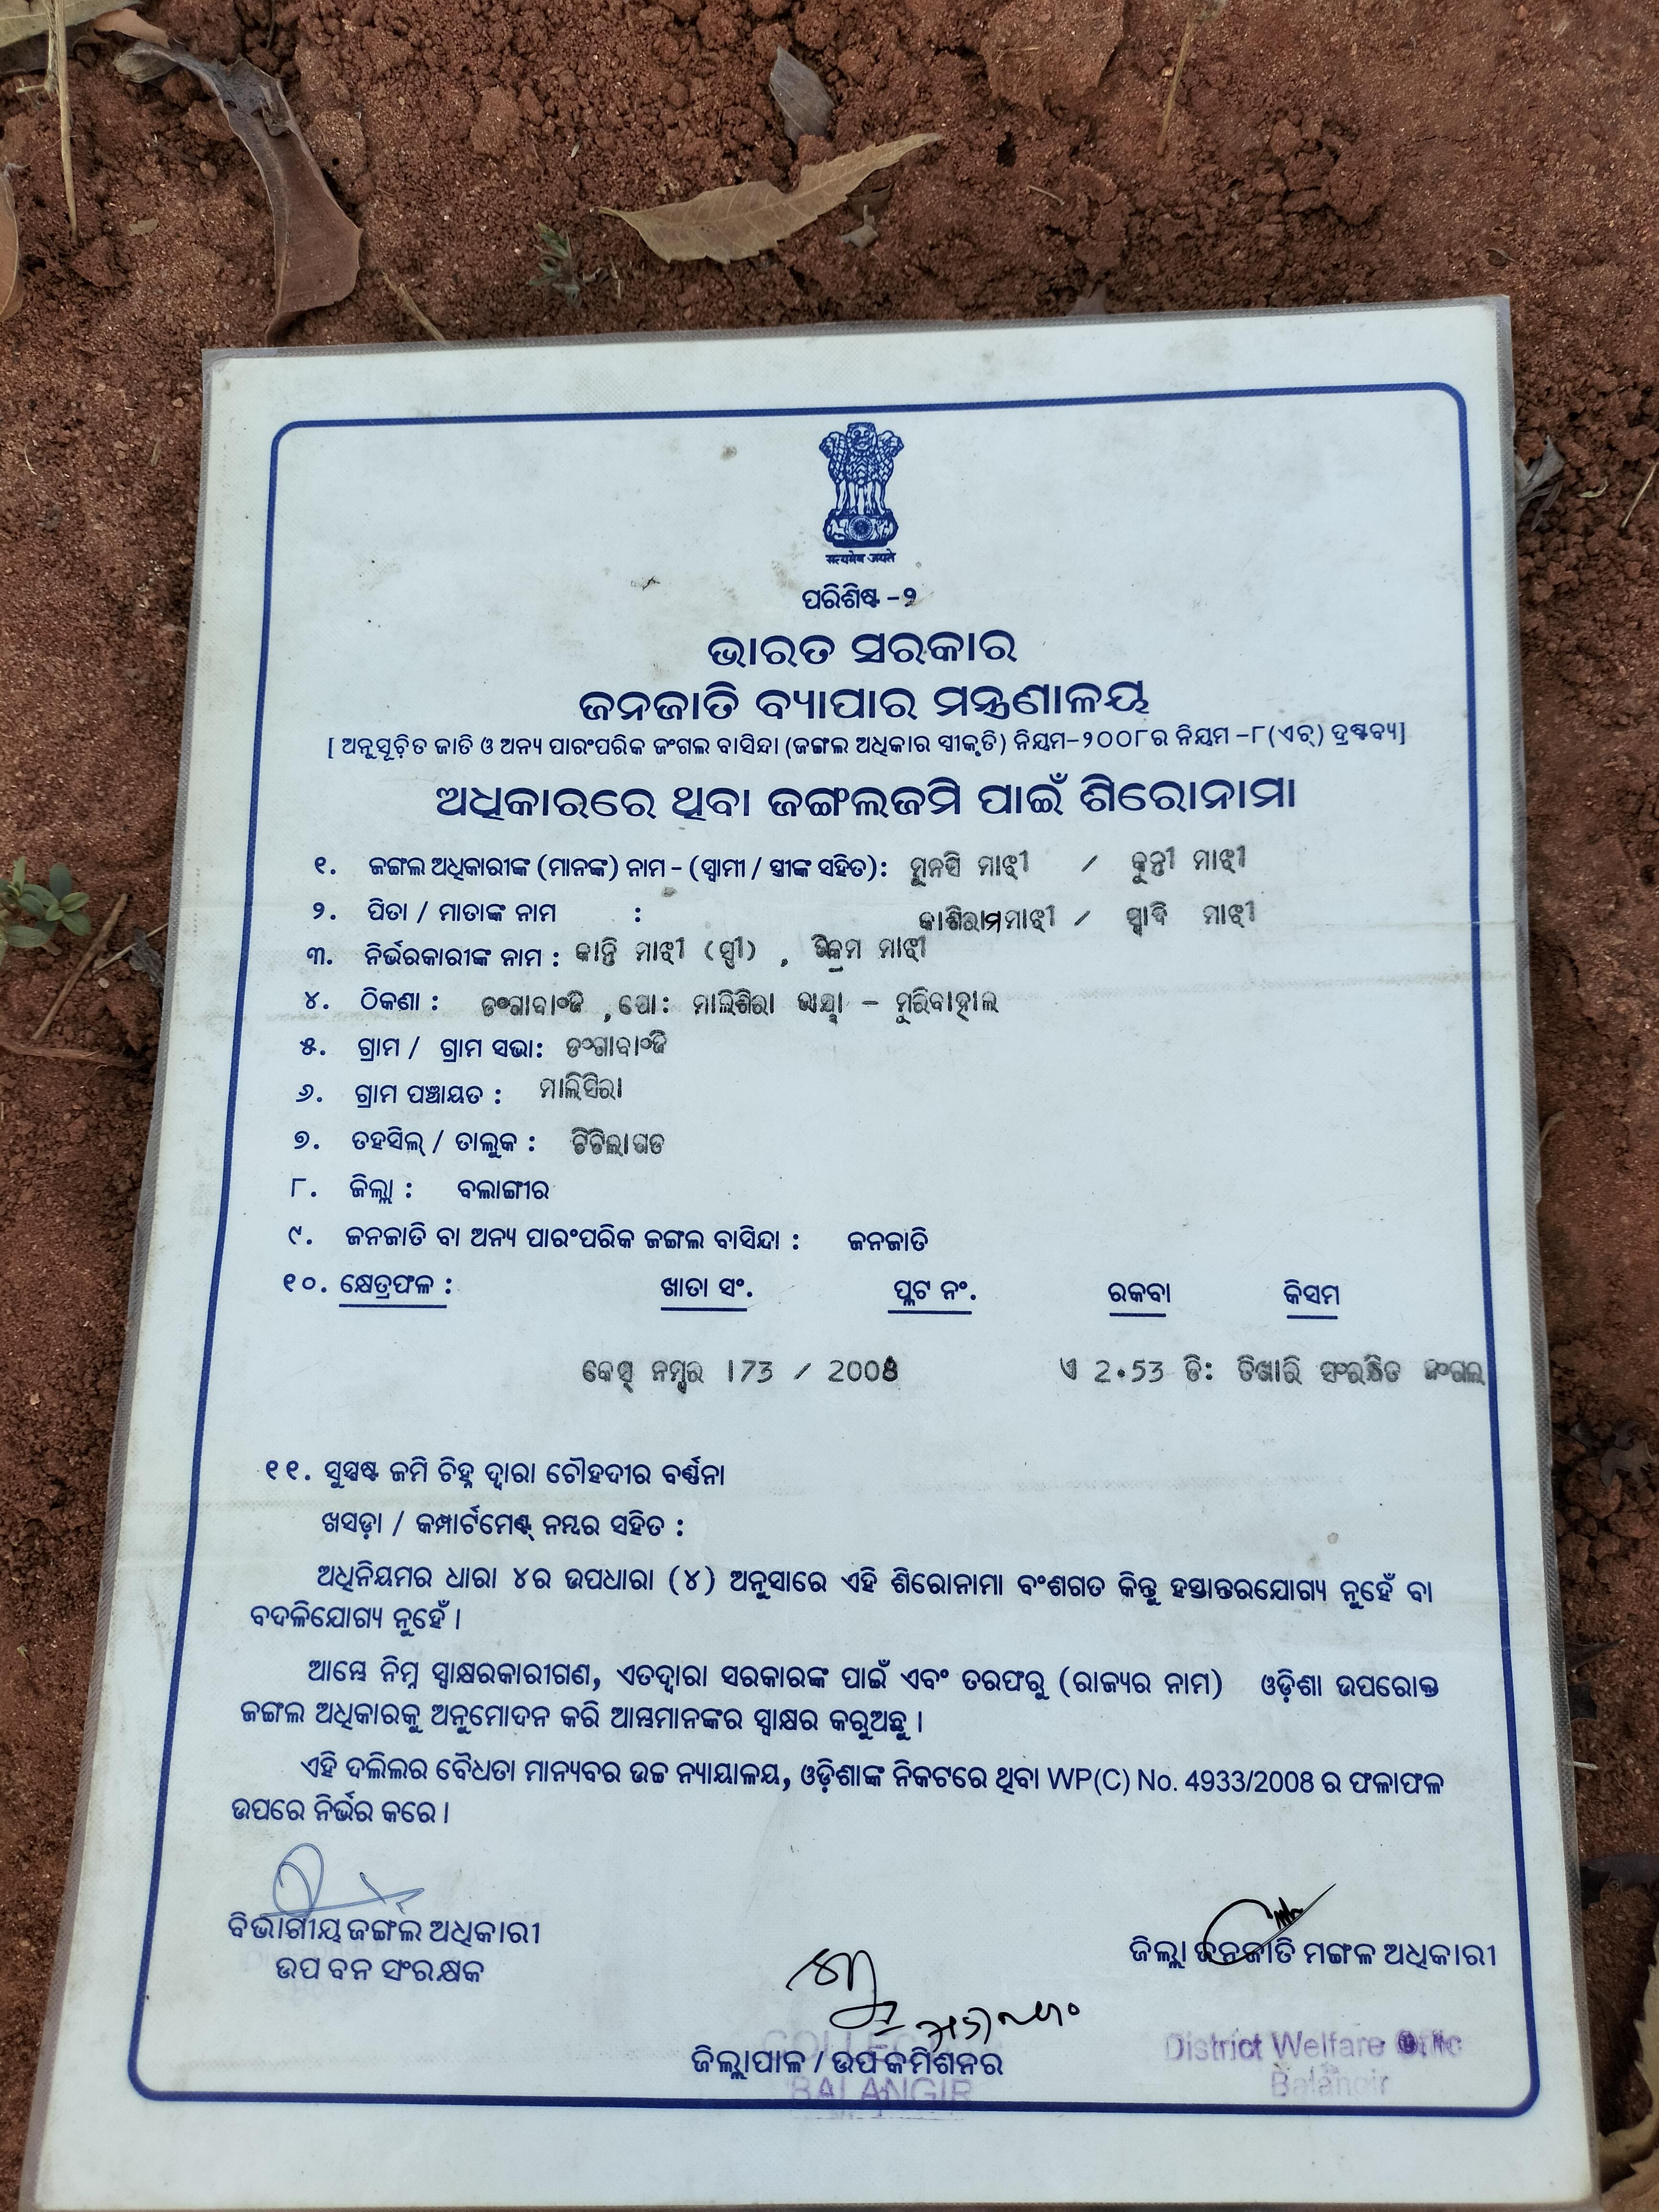 सत्यमेव जयते
ପରିଶିଷ୍ଟ -୨
ଭାରତ ସରକାର
ଜନଜାତି ବ୍ୟାପାର ମନ୍ତ୍ରଣାଳୟ
[ ଅନୁସୂଚିତ ଜାତି ଓ ଅନ୍ୟ ପାରଂପରିକ ଜଂଗଲ ବାସିନ୍ଦା (ଜଙ୍ଗଲ ଅଧିକାର ସ୍ୱୀକୃତି) ନିୟମ-୨୦୦୮ର ନିୟମ -୮(ଏଚ୍) ଦ୍ରଷ୍ଟବ୍ୟ]
ଅଧିକାରରେ ଥିବା ଜଙ୍ଗଲଜମି ପାଇଁ ଶିରୋନାମା
୧. ଜଙ୍ଗଲ ଅଧିକାରୀଙ୍କ (ମାନଙ୍କ) ନାମ - (ସ୍ୱାମୀ / ସ୍ତ୍ରୀଙ୍କ ସହିତ): ମୁନସି ମାଝୀ / କୁନ୍ତୀ ମାଝୀ
୨. ପିତା / ମାତାଙ୍କ ନାମ : କାଶିରାମ ମାଝୀ / ସ୍ବାଦି ମାଝୀ
୩. ନିର୍ଭରକାରୀଙ୍କ ନାମ : କାନ୍ତି ମାଝୀ (ସ୍ତ୍ରୀ) , ଭିକ୍ରମ ମାଝୀ
୪. ଠିକଣା : ଡଂଗାବାଂଜି , ପୋ: ମାଲିଶିରା ଭାୟା - ମୁରିବାହାଲ
୫. ଗ୍ରାମ / ଗ୍ରାମ ସଭା: ଡଂଗାବାଂଜି
୬. ଗ୍ରାମ ପଞ୍ଚାୟତ : ମାଲିସିରା
୭. ତହସିଲ୍ / ତାଲୁକ : ଟିଟିଲାଗଡ
୮. ଜିଲ୍ଲା : ବଲାଙ୍ଗୀର
୯. ଜନଜାତି ବା ଅନ୍ୟ ପାରଂପରିକ ଜଙ୍ଗଲ ବାସିନ୍ଦା : ଜନଜାତି
୧୦. କ୍ଷେତ୍ରଫଳ : ଖାତା ସଂ. ପ୍ଲଟ ନଂ. ରକବା କିସମ
କେସ୍ ନମ୍ବର 173 / 2008 ଏ 2.53 ଡି: ତିଖାରି ସଂରକ୍ଷିତ ଜଂଗଲ
୧୧. ସୁସ୍ପଷ୍ଟ ଜମି ଚିହ୍ନ ଦ୍ୱାରା ଚୌହଦୀର ବର୍ଣ୍ଣନା
ଖସଡ଼ା / କମ୍ପାର୍ଟମେଣ୍ଟ୍ ନମ୍ବର ସହିତ :
ଅଧିନିୟମର ଧାରା ୪ର ଉପଧାରା (୪) ଅନୁସାରେ ଏହି ଶିରୋନାମା ବଂଶଗତ କିନ୍ତୁ ହସ୍ତାନ୍ତରଯୋଗ୍ୟ ନୁହେଁ ବା
ବଦଳିଯୋଗ୍ୟ ନୁହେଁ ।
ଆମ୍ଭେ ନିମ୍ନ ସ୍ୱାକ୍ଷରକାରୀଗଣ, ଏତଦ୍ୱାରା ସରକାରଙ୍କ ପାଇଁ ଏବଂ ତରଫରୁ (ରାଜ୍ୟର ନାମ) ଓଡ଼ିଶା ଉପରୋକ୍ତ
ଜଙ୍ଗଲ ଅଧିକାରକୁ ଅନୁମୋଦନ କରି ଆମ୍ଭମାନଙ୍କର ସ୍ୱାକ୍ଷର କରୁଅଛୁ ।
ଏହି ଦଲିଲର ବୈଧତା ମାନ୍ୟବର ଉଚ୍ଚ ନ୍ୟାୟାଳୟ, ଓଡ଼ିଶାଙ୍କ ନିକଟରେ ଥିବା WP(C) No. 4933/2008 ର ଫଳାଫଳ
ଉପରେ ନିର୍ଭର କରେ ।
ବିଭାଗୀୟ ଜଙ୍ଗଲ ଅଧିକାରୀ
ଉପ ବନ ସଂରକ୍ଷକ
ଜିଲ୍ଲା ଜନଜାତି ମଙ୍ଗଳ ଅଧିକାରୀ
District Welfare
Balangir
ଜିଲ୍ଲାପାଳ / ଉପ କମିଶନର
BALANGIR